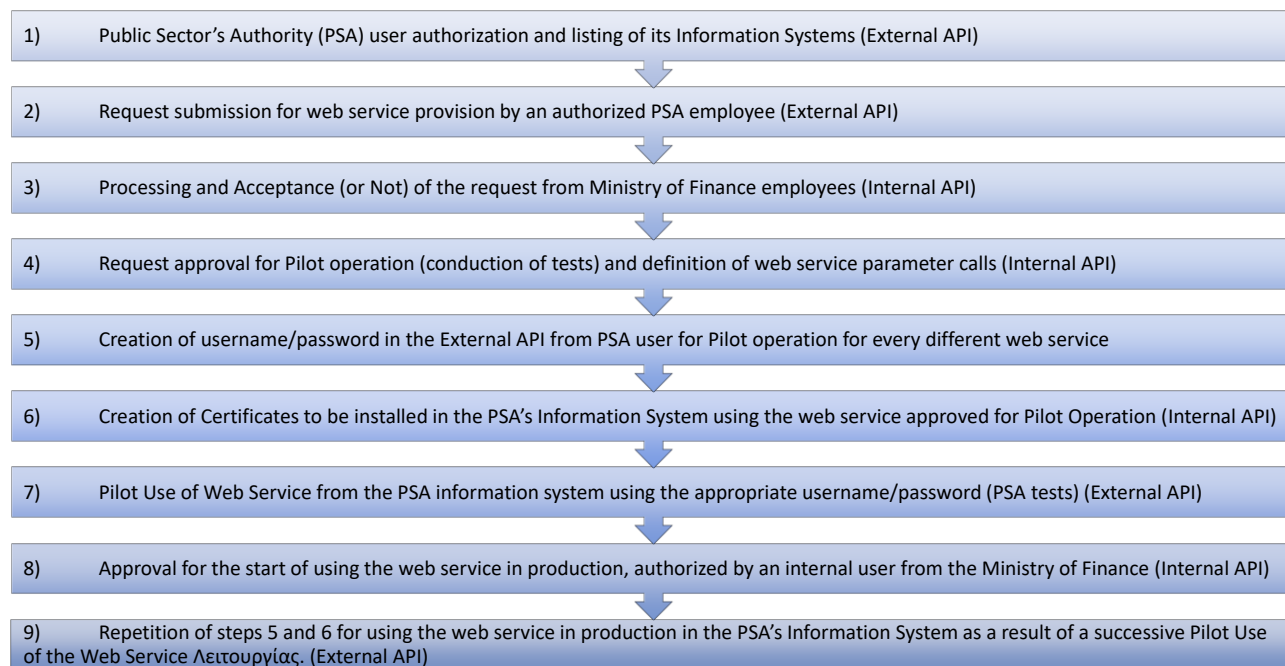 1) Public Sector’s Authority (PSA) user authorization and listing of its Information Systems (External API)
2) Request submission for web service provision by an authorized PSA employee (External API)
3) Processing and Acceptance (or Not) of the request from Ministry of Finance employees (Internal API)
4) Request approval for Pilot operation (conduction of tests) and definition of web service parameter calls (Internal API)
5) Creation of username/password in the External API from PSA user for Pilot operation for every different web service
6) Creation of Certificates to be installed in the PSA’s Information System using the web service approved for Pilot Operation (Internal API)
7) Pilot Use of Web Service from the PSA information system using the appropriate username/password (PSA tests) (External API)
8) Approval for the start of using the web service in production, authorized by an internal user from the Ministry of Finance (Internal API)
9) Repetition of steps 5 and 6 for using the web service in production in the PSA’s Information System as a result of a successive Pilot Use
of the Web Service Λειτουργίας. (External API)